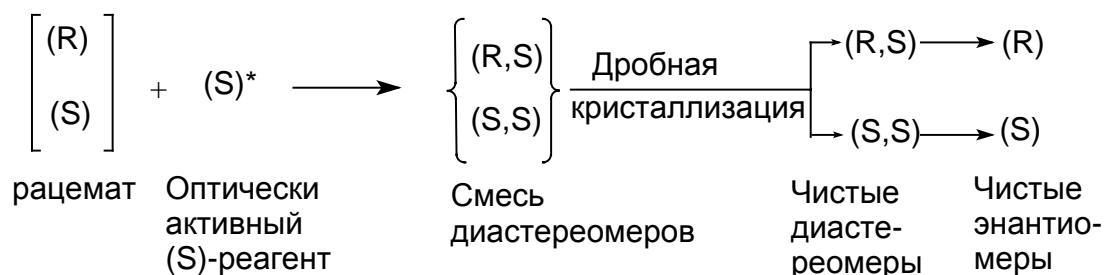 (R)
(S)
+
(S)*
(R,S)
(S,S)
Дробная
кристаллизация
(R,S)
(R)
(S,S)
(S)
рацемат
Оптически
активный
(S)-реагент
Смесь
диастереомеров
Чистые
диасте-
реомеры
Чистые
энантио-
меры